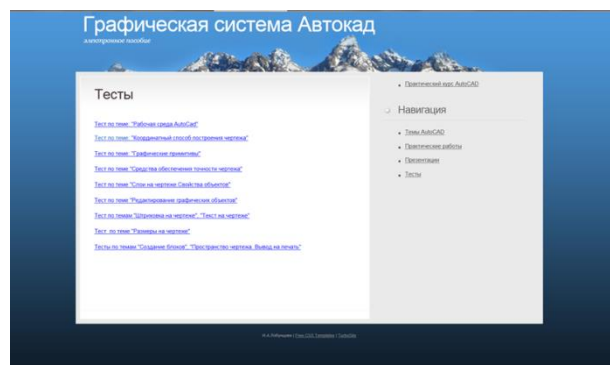 Графическая система Автокад
электронное пособие
Тесты
Тест по теме: "Рабочая среда AutoCad"
Тест по теме: "Координатный способ построения чертежа"
Тест по теме: "Графические примитивы"
Тест по теме "Средства обеспечения точности чертежа"
Тест по теме "Слои на чертеже.Свойства объектов"
Тест по теме "Редактирование графических объектов"
Тест по темам "Штриховка на чертеже", "Текст на чертеже"
Тест по теме "Размеры на чертеже"
Тесты по темам "Создание блоков", "Пространство чертежа. Вывод на печать"
Практический курс AutoCAD
Навигация
Темы AutoCAD
Практические работы
Презентации
Тесты
| Free CSS Templates | TurboSite